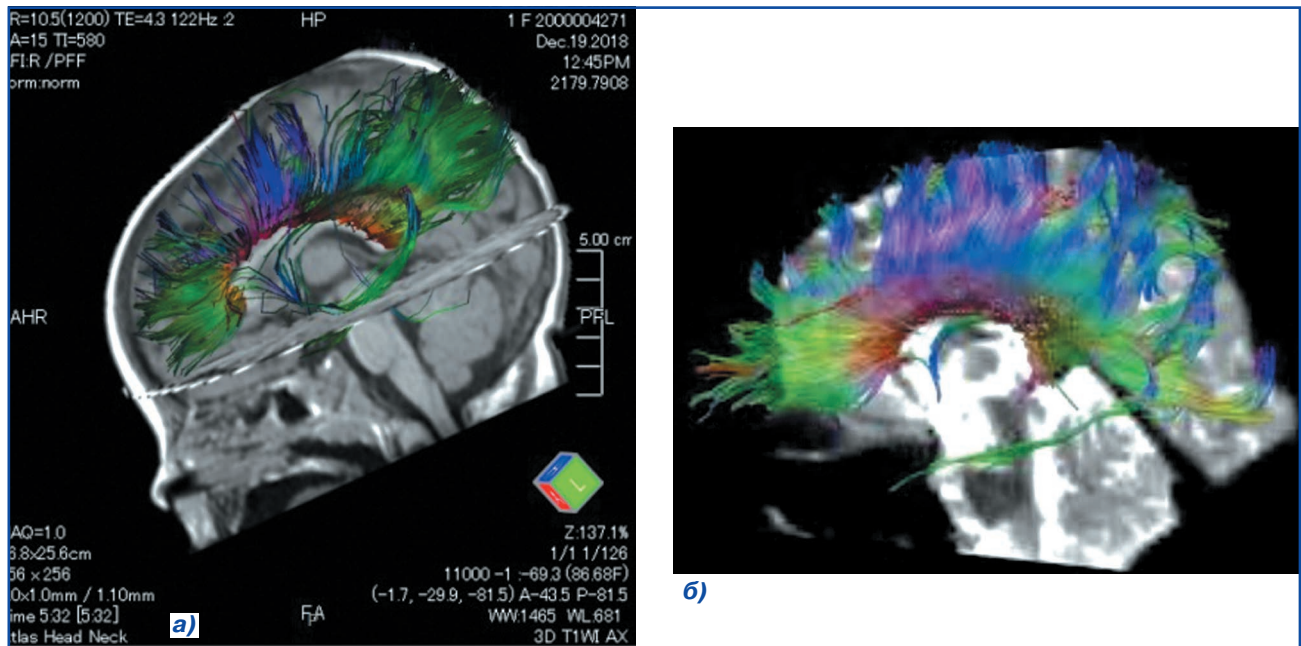 R=10.5(1200) TE=4.3 122Hz :2
A=15 TI=580
FI:R /PFF
orm:norm
HP
1 F 2000004271
Dec.19.2018
12:45PM
2179.7908
5.00 cm
AHR
PFL
L
AQ=1.0
6.8x25.6cm
56 x 256
0x1.0mm / 1.10mm
ime 5:32 [5:32]
tlas Head Neck
а)
Z:137.1%
1/1 1/126
11000 -1 :-69.3 (86.68F)
(-1.7, -29.9, -81.5) A-43.5 P-81.5
WW:1465 WL:681
3D T1WI AX
б)